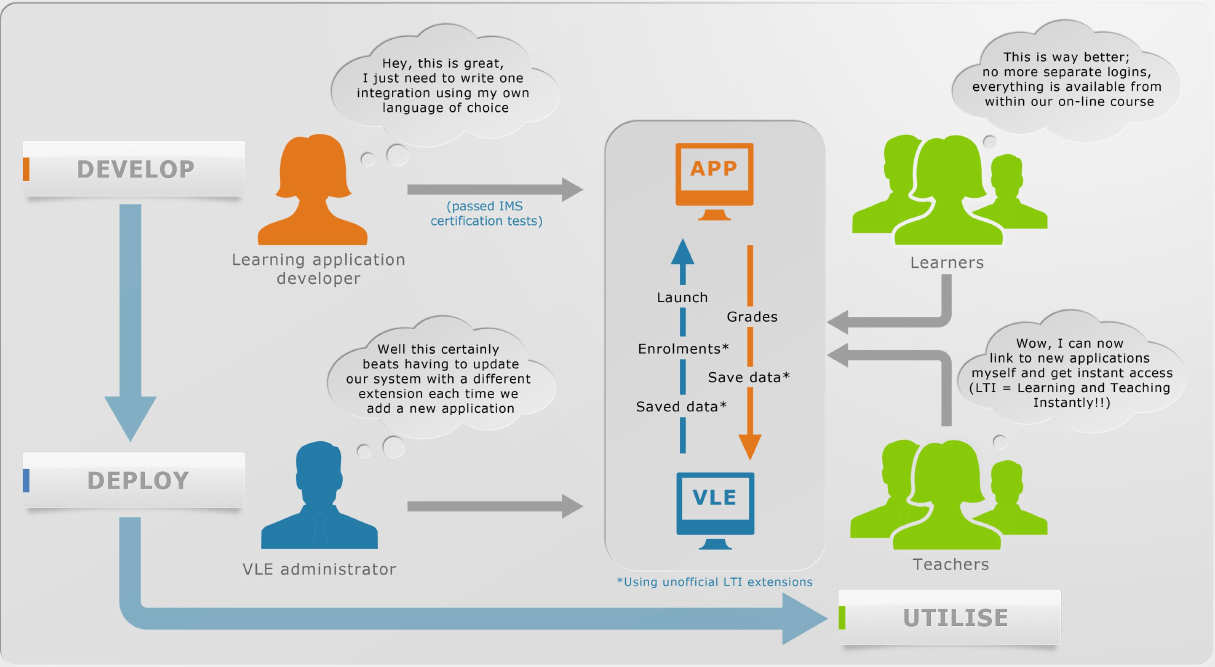 Hey, this is great,
I just need to write one
integration using my own
language of choice
This is way better;
no more separate logins,
everything is available from
within our on-line course
DEVELOP
APP
(passed IMS
certification tests)
Learning application
developer
Learners
Launch
Grades
Enrolments*
Save data*
Saved data*
Well this certainly
beats having to update
our system with a different
extension each time we
add a new application
Wow, I can now
link to new applications
myself and get instant access
(LTI = Learning and Teaching
Instantly!!)
DEPLOY
VLE
VLE administrator
Teachers
*Using unofficial LTI extensions
UTILISE